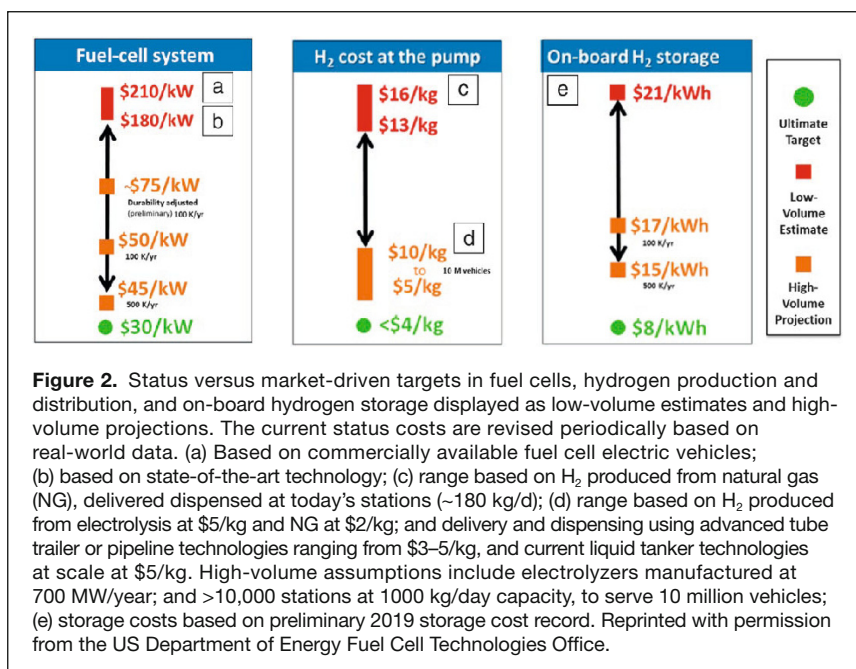 Fuel-cell system
$210/kW a
$180/kW b
~$75/kW
Durability adjusted
(preliminary) 100 K/yr
$50/kW
100 K/yr
$45/kW
500 K/yr
$30/kW
H₂ cost at the pump
$16/kg c
$13/kg
d
$10/kg
to 10 M vehicles
$5/kg
<$4/kg
On-board H₂ storage
e $21/kWh
$17/kWh
100 K/yr
$15/kWh
500 K/yr
$8/kWh
Ultimate
Target
Low-
Volume
Estimate
High-
Volume
Projection
Figure 2. Status versus market-driven targets in fuel cells, hydrogen production and
distribution, and on-board hydrogen storage displayed as low-volume estimates and high-
volume projections. The current status costs are revised periodically based on
real-world data. (a) Based on commercially available fuel cell electric vehicles;
(b) based on state-of-the-art technology; (c) range based on H₂ produced from natural gas
(NG), delivered dispensed at today's stations (~180 kg/d); (d) range based on H₂ produced
from electrolysis at $5/kg and NG at $2/kg; and delivery and dispensing using advanced tube
trailer or pipeline technologies ranging from $3–5/kg, and current liquid tanker technologies
at scale at $5/kg. High-volume assumptions include electrolyzers manufactured at
700 MW/year; and >10,000 stations at 1000 kg/day capacity, to serve 10 million vehicles;
(e) storage costs based on preliminary 2019 storage cost record. Reprinted with permission
from the US Department of Energy Fuel Cell Technologies Office.